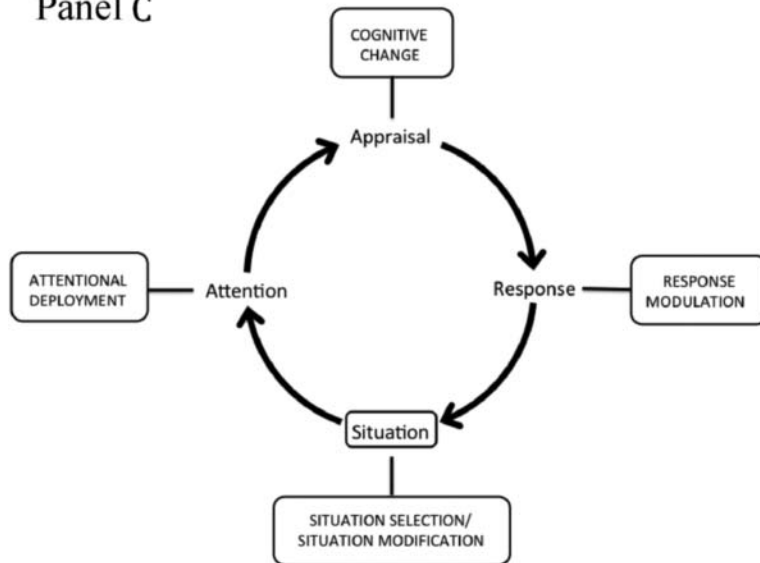 Panel C
COGNITIVE
CHANGE
Appraisal
ATTENTIONAL
DEPLOYMENT
Attention
Response
RESPONSE
MODULATION
Situation
SITUATION SELECTION/
SITUATION MODIFICATION